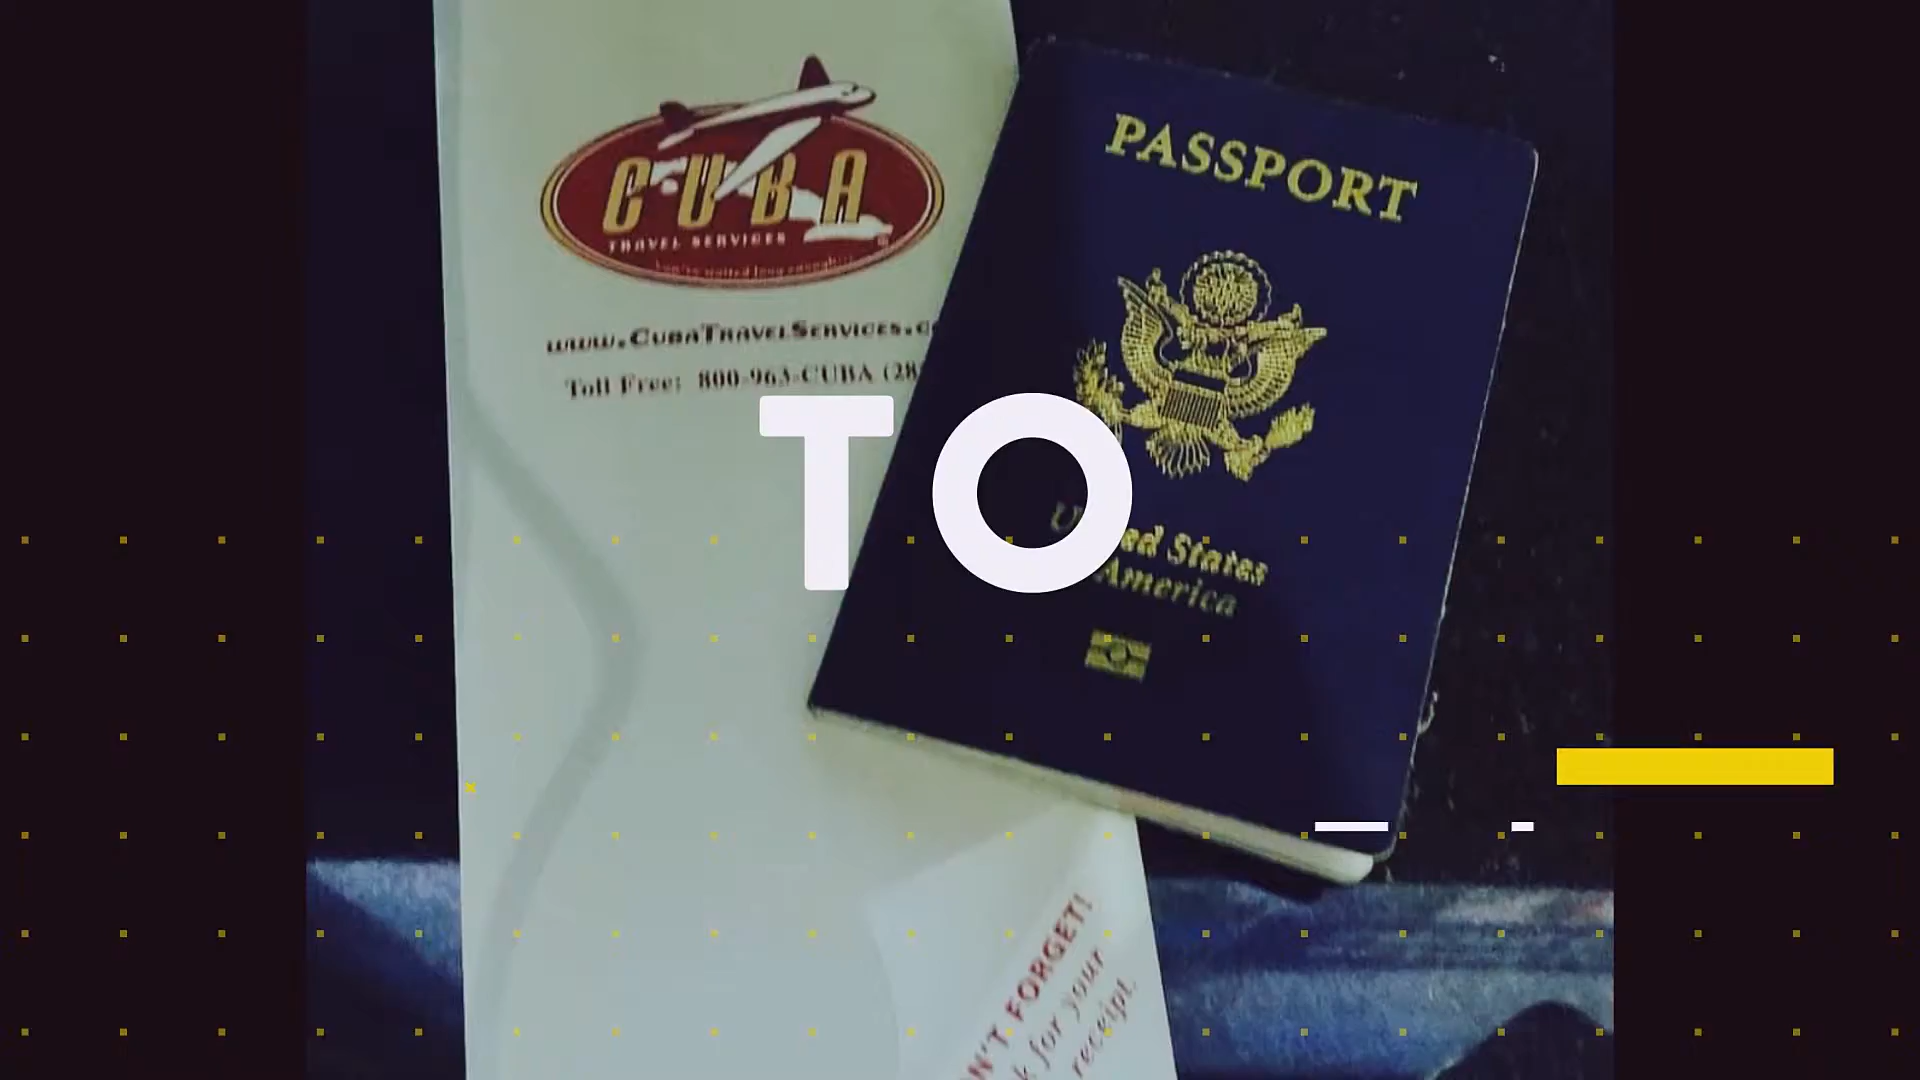 PASSPORT
CUBA
TRAVEL SERVICES
www.CubaTravelServices.c
Toll Free: 800-963-CUBA (28
TO
ed States
America
N'T FORGET!
k for your
receipt.